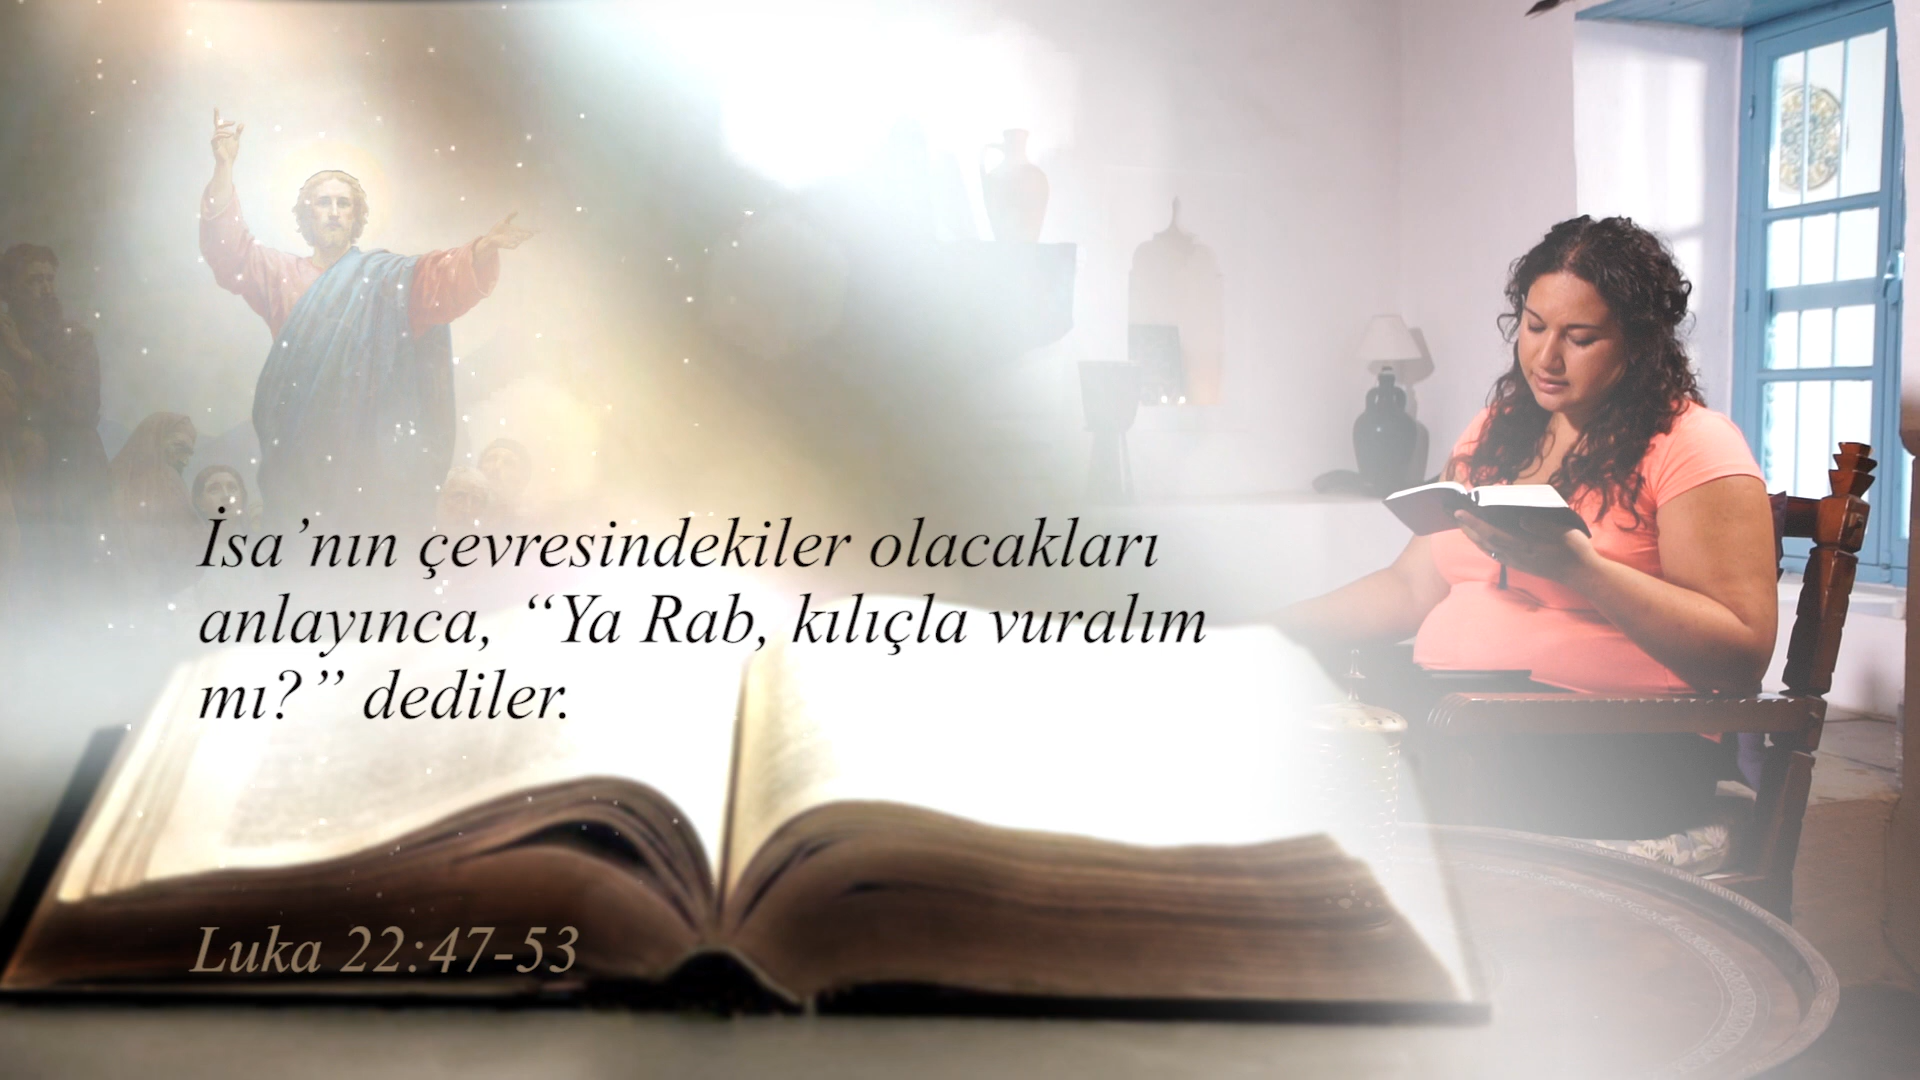 İsa’nın çevresindekiler olacakları
anlayınca, “Ya Rab, kılıçla vuralım
mı?” dediler.
Luka 22:47-53